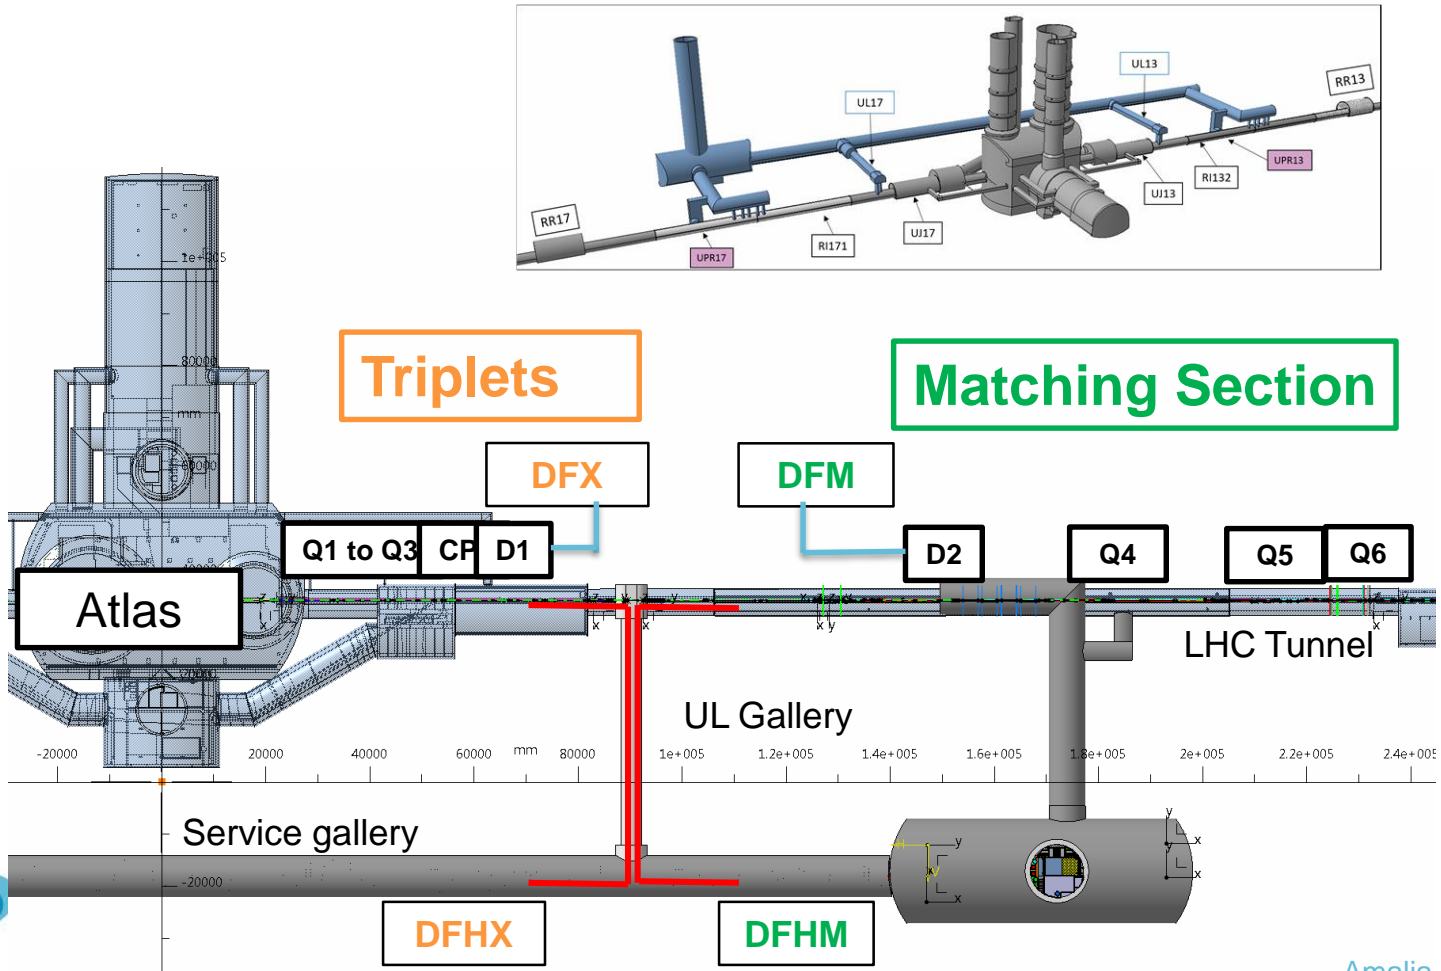 UL13
RR13
UL17
UPR13
RI132
UJ13
RR17
UJ17
RI171
UPR17
1e+005
80000
mm
60000
Triplets
Matching Section
DFX
DFM
Q1 to Q3
CP
D1
D2
Q4
Q5
Q6
Atlas
LHC Tunnel
UL Gallery
-20000
20000
40000
60000
mm
80000
1e+005
1.2e+005
1.4e+005
1.6e+005
1.8e+005
2e+005
2.2e+005
2.4e+005
Service gallery
-20000
DFHX
DFHM
Amalia